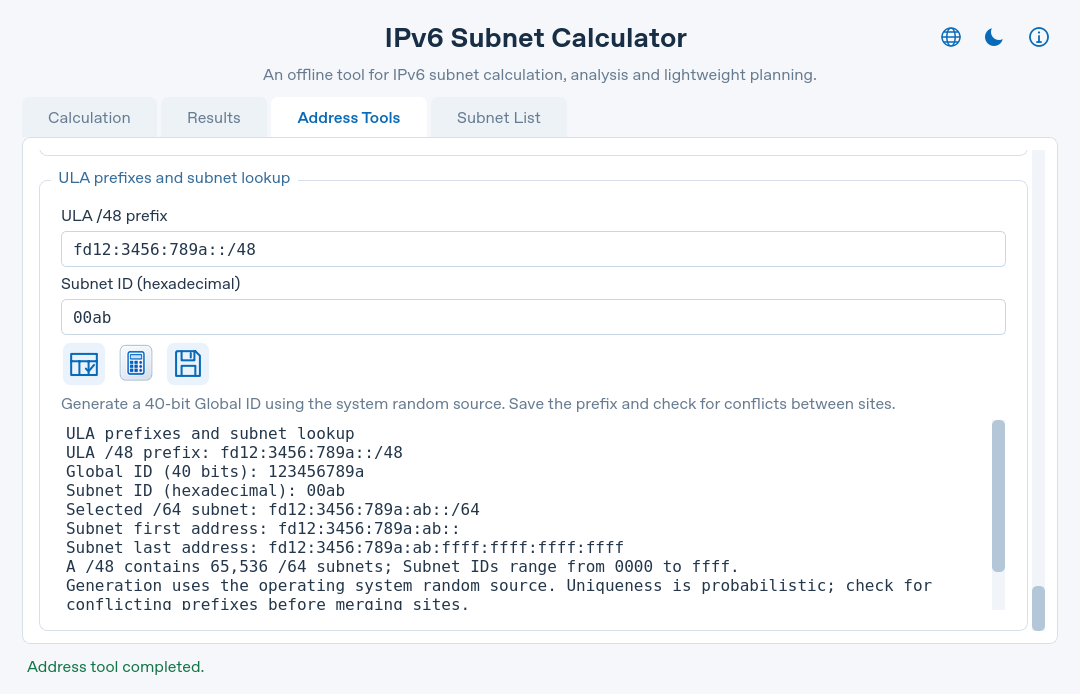 IPv6 Subnet Calculator
An offline tool for IPv6 subnet calculation, analysis and lightweight planning.
Calculation
Results
Address Tools
Subnet List
ULA prefixes and subnet lookup
ULA /48 prefix
fd12:3456:789a::/48
Subnet ID (hexadecimal)
00ab
Generate a 40-bit Global ID using the system random source. Save the prefix and check for conflicts between sites.
ULA prefixes and subnet lookup
ULA /48 prefix: fd12:3456:789a::/48
Global ID (40 bits): 123456789a
Subnet ID (hexadecimal): 00ab
Selected /64 subnet: fd12:3456:789a:ab::/64
Subnet first address: fd12:3456:789a:ab::
Subnet last address: fd12:3456:789a:ab:ffff:ffff:ffff:ffff
A /48 contains 65,536 /64 subnets; Subnet IDs range from 0000 to ffff.
Generation uses the operating system random source. Uniqueness is probabilistic; check for
conflicting prefixes before merging sites.
Address tool completed.